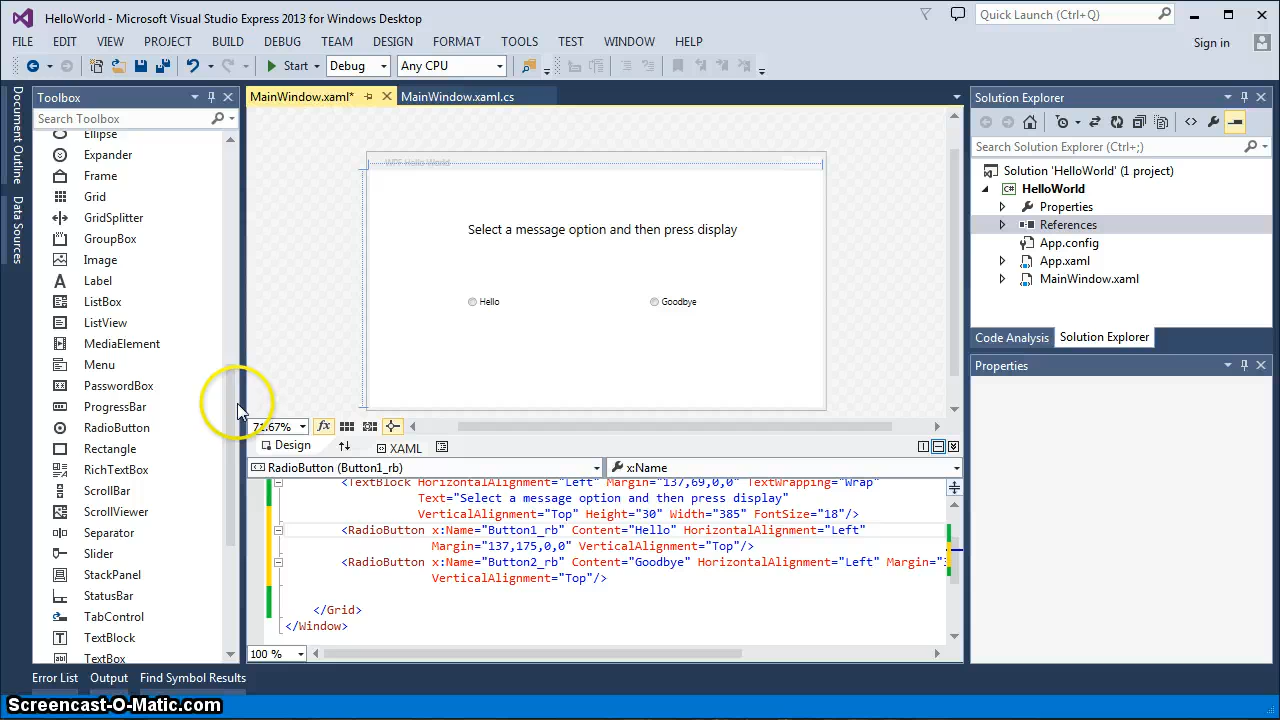 HelloWorld - Microsoft Visual Studio Express 2013 for Windows Desktop
Quick Launch (Ctrl+Q)
FILE EDIT VIEW PROJECT BUILD DEBUG TEAM DESIGN FORMAT TOOLS TEST WINDOW HELP
Sign in
Start Debug Any CPU
Document Outline
Data Sources
Toolbox
Search Toolbox
Ellipse
Expander
Frame
Grid
GridSplitter
GroupBox
Image
Label
ListBox
ListView
MediaElement
Menu
PasswordBox
ProgressBar
RadioButton
Rectangle
RichTextBox
ScrollBar
ScrollViewer
Separator
Slider
StackPanel
StatusBar
TabControl
TextBlock
TextBox
MainWindow.xaml* MainWindow.xaml.cs
WPF Hello World
Select a message option and then press display
Hello Goodbye
71.67% fx
Design XAML
RadioButton (Button1_rb) x:Name
<TextBlock HorizontalAlignment="Left" Margin="137,69,0,0" TextWrapping="Wrap"
Text="Select a message option and then press display"
VerticalAlignment="Top" Height="30" Width="385" FontSize="18"/>
<RadioButton x:Name="Button1_rb" Content="Hello" HorizontalAlignment="Left"
Margin="137,175,0,0" VerticalAlignment="Top"/>
<RadioButton x:Name="Button2_rb" Content="Goodbye" HorizontalAlignment="Left" Margin="
VerticalAlignment="Top"/>
</Grid>
</Window>
100 %
Solution Explorer
Search Solution Explorer (Ctrl+;)
Solution 'HelloWorld' (1 project)
C# HelloWorld
Properties
References
App.config
App.xaml
MainWindow.xaml
Code Analysis Solution Explorer
Properties
Error List Output Find Symbol Results
Screencast-O-Matic.com